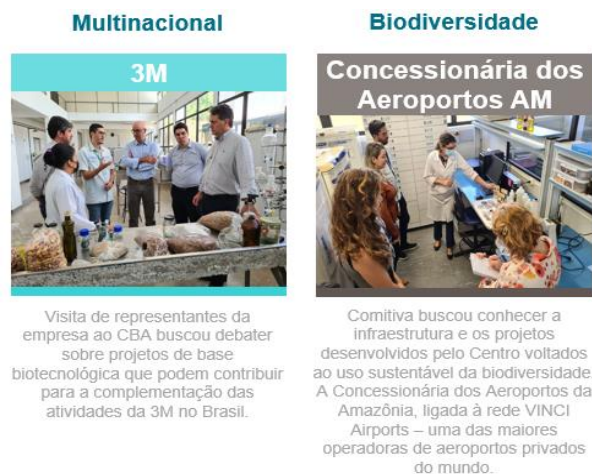 Multinacional
3M
Visita de representantes da
empresa ao CBA buscou debater
sobre projetos de base
biotecnológica que podem contribuir
para a complementação das
atividades da 3M no Brasil.
Biodiversidade
Concessionária dos
Aeroportos AM
Comitiva buscou conhecer a
infraestrutura e os projetos
desenvolvidos pelo Centro voltados
ao uso sustentável da biodiversidade
A Concessionária dos Aeroportos da
Amazônia, ligada à rede VINCI
Airports – uma das maiores
operadoras de aeroportos privados
do mundo.